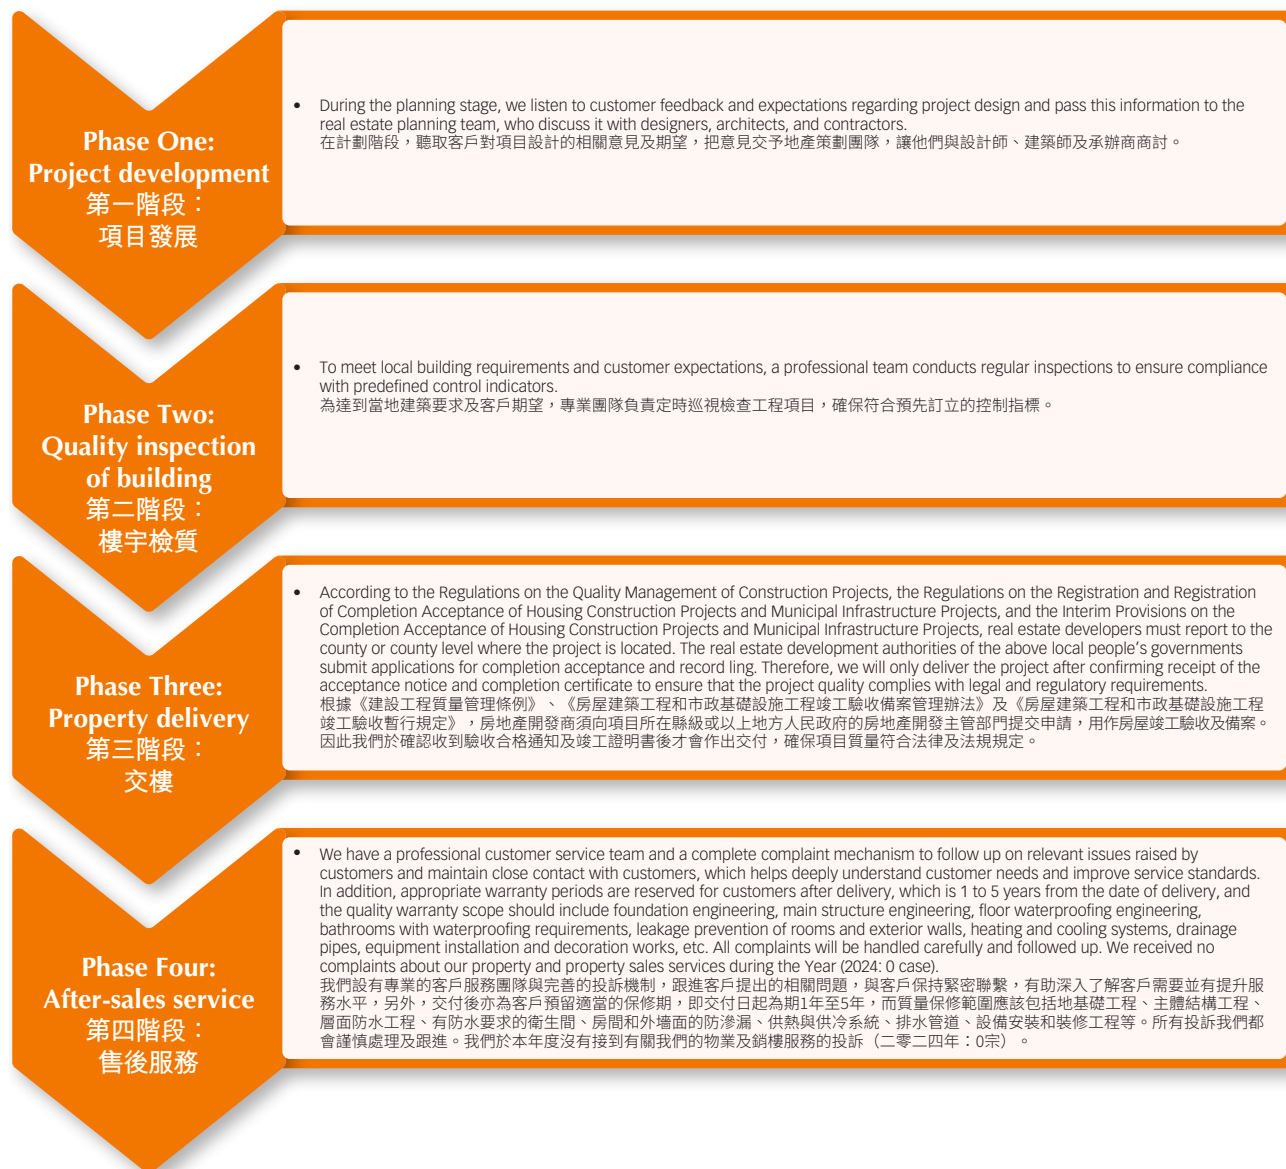 Phase One:
Project development
第一階段：
項目發展
• During the planning stage, we listen to customer feedback and expectations regarding project design and pass this information to the
real estate planning team, who discuss it with designers, architects, and contractors.
在計劃階段，聽取客戶對項目設計的相關意見及期望，把意見交予地產策劃團隊，讓他們與設計師、建築師及承辦商商討。
Phase Two:
Quality inspection
of building
第二階段：
樓宇檢質
• To meet local building requirements and customer expectations, a professional team conducts regular inspections to ensure compliance
with predefined control indicators.
為達到當地建築要求及客戶期望，專業團隊負責定時巡視檢查工程項目，確保符合預先訂立的控制指標。
Phase Three:
Property delivery
第三階段：
交樓
• According to the Regulations on the Quality Management of Construction Projects, the Regulations on the Registration and Registration
of Completion Acceptance of Housing Construction Projects and Municipal Infrastructure Projects, and the Interim Provisions on the
Completion Acceptance of Housing Construction Projects and Municipal Infrastructure Projects, real estate developers must report to the
county or county level where the project is located. The real estate development authorities of the above local people's governments
submit applications for completion acceptance and record ling. Therefore, we will only deliver the project after confirming receipt of the
acceptance notice and completion certificate to ensure that the project quality complies with legal and regulatory requirements.
根據《建設工程質量管理條例》、《房屋建築工程和市政基礎設施工程竣工驗收備案管理辦法》及《房屋建築工程和市政基礎設施工程
竣工驗收暫行規定》，房地產開發商須向項目所在縣級或以上地方人民政府的房地產開發主管部門提交申請，用作房屋竣工驗收及備案。
因此我們於確認收到驗收合格通知及竣工證明書後才會作出交付，確保項目質量符合法律及法規規定。
Phase Four:
After-sales service
第四階段：
售後服務
• We have a professional customer service team and a complete complaint mechanism to follow up on relevant issues raised by
customers and maintain close contact with customers, which helps deeply understand customer needs and improve service standards.
In addition, appropriate warranty periods are reserved for customers after delivery, which is 1 to 5 years from the date of delivery, and
the quality warranty scope should include foundation engineering, main structure engineering, floor waterproofing engineering,
bathrooms with waterproofing requirements, leakage prevention of rooms and exterior walls, heating and cooling systems, drainage
pipes, equipment installation and decoration works, etc. All complaints will be handled carefully and followed up. We received no
complaints about our property and property sales services during the Year (2024: 0 case).
我們設有專業的客戶服務團隊與完善的投訴機制，跟進客戶提出的相關問題，與客戶保持緊密聯繫，有助深入了解客戶需要並有提升服
務水平，另外，交付後亦為客戶預留適當的保修期，即交付日起為期1年至5年，而質量保修範圍應該包括地基礎工程、主體結構工程、
層面防水工程、有防水要求的衛生間、房間和外墻面的防滲漏、供熱與供冷系統、排水管道、設備安裝和裝修工程等。所有投訴我們都
會謹慎處理及跟進。我們於本年度沒有接到有關我們的物業及銷樓服務的投訴（二零二四年：0宗）。